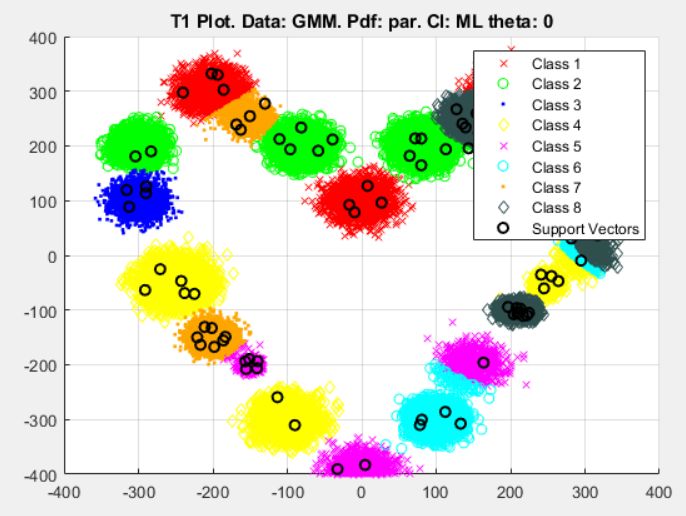 T1 Plot. Data: GMM. Pdf: par. Cl: ML theta: 0
400
300
200
100
0
-100
-200
-300
-400
-400
-300
-200
-100
0
100
200
300
400
Class 1
Class 2
Class 3
Class 4
Class 5
Class 6
Class 7
Class 8
Support Vectors